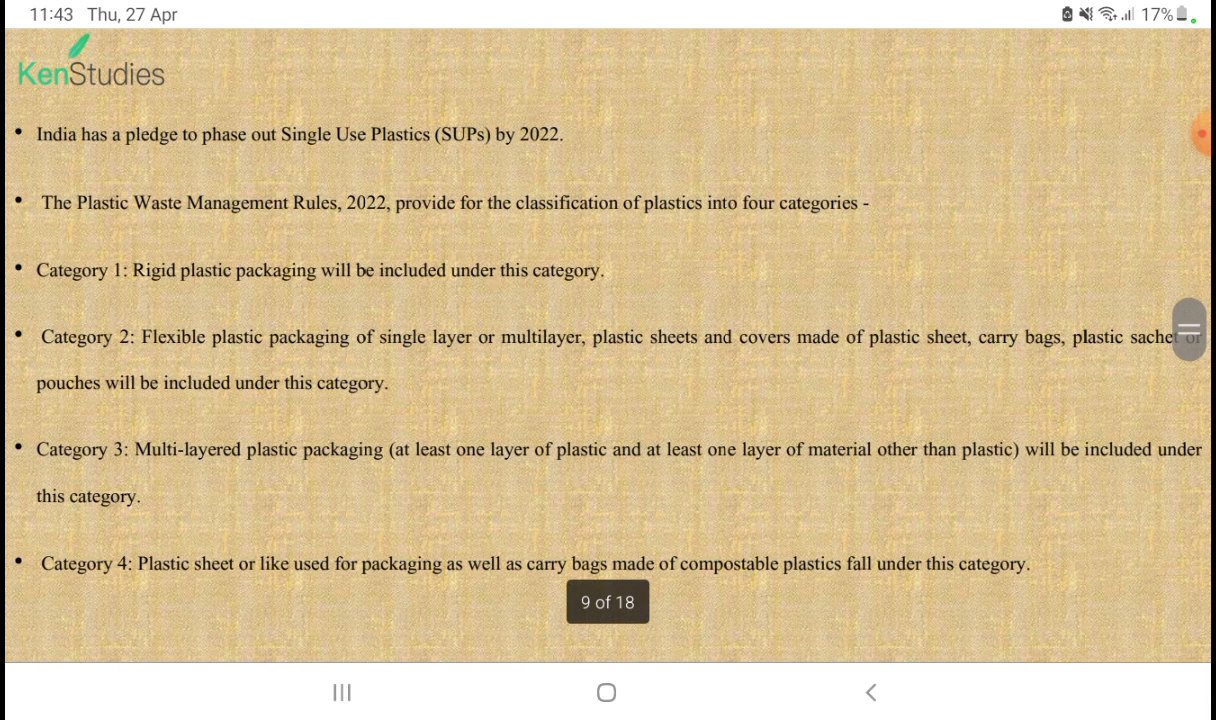 11:43 Thu, 27 Apr
17%
KenStudies
• India has a pledge to phase out Single Use Plastics (SUPs) by 2022.
• The Plastic Waste Management Rules, 2022, provide for the classification of plastics into four categories -
• Category 1: Rigid plastic packaging will be included under this category.
• Category 2: Flexible plastic packaging of single layer or multilayer, plastic sheets and covers made of plastic sheet, carry bags, plastic sachet or
pouches will be included under this category.
• Category 3: Multi-layered plastic packaging (at least one layer of plastic and at least one layer of material other than plastic) will be included under
this category.
• Category 4: Plastic sheet or like used for packaging as well as carry bags made of compostable plastics fall under this category.
9 of 18